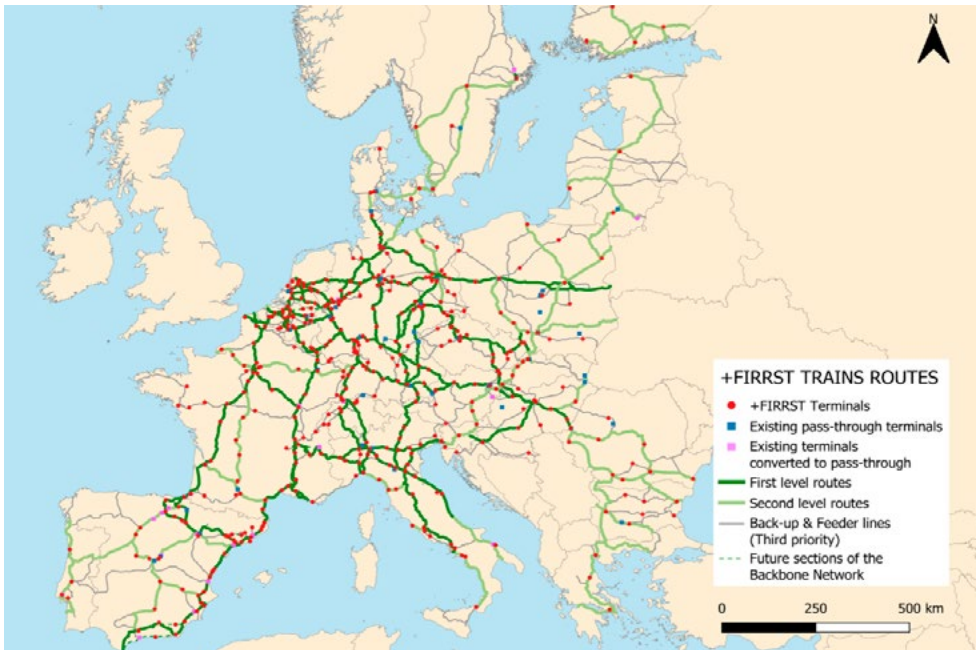 N
+FIRRST TRAINS ROUTES
+FIRRST Terminals
Existing pass-through terminals
Existing terminals
converted to pass-through
First level routes
Second level routes
Back-up & Feeder lines
(Third priority)
Future sections of the
Backbone Network
0 250 500 km